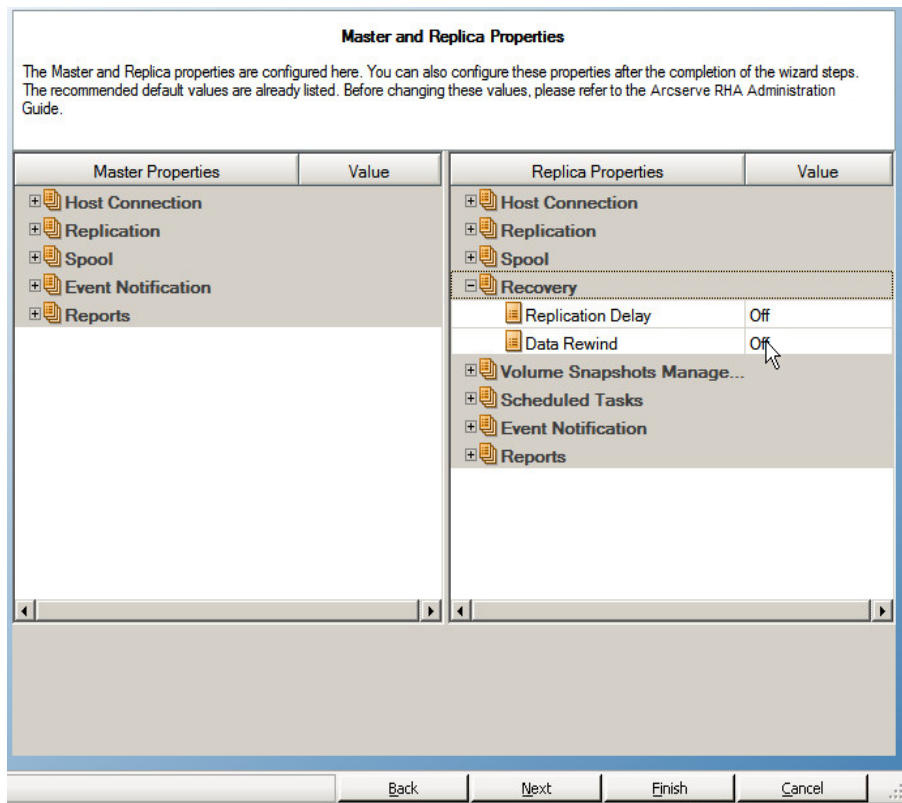 Master and Replica Properties
The Master and Replica properties are configured here. You can also configure these properties after the completion of the wizard steps.
The recommended default values are already listed. Before changing these values, please refer to the Arcserve RHA Administration
Guide.
Master Properties Value
Host Connection
Replication
Spool
Event Notification
Reports
Replica Properties Value
Host Connection
Replication
Spool
Recovery
Replication Delay Off
Data Rewind Off
Volume Snapshots Manage...
Scheduled Tasks
Event Notification
Reports
Back Next Finish Cancel